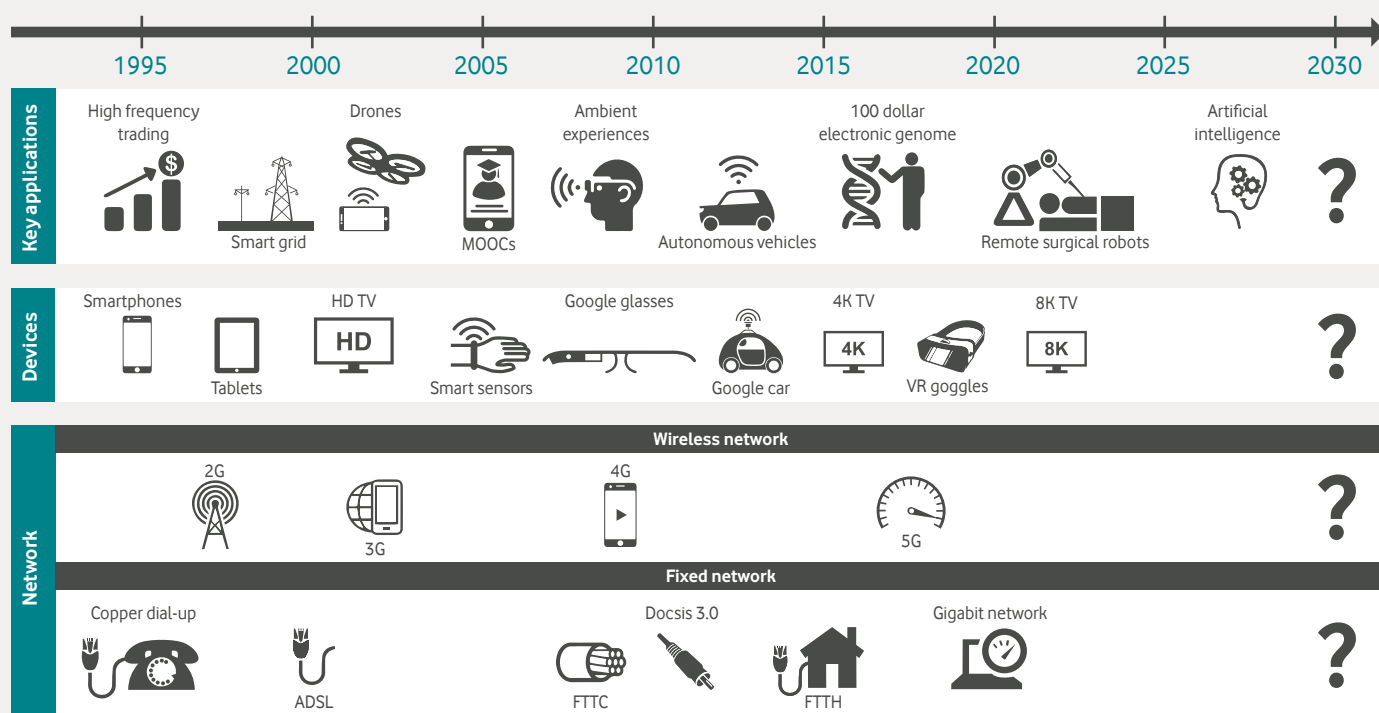 1995 2000 2005 2010 2015 2020 2025 2030
Key applications
High frequency
trading
$
Smart grid
Drones
MOOCs
Ambient
experiences
Autonomous vehicles
100 dollar
electronic genome
Remote surgical robots
Artificial
intelligence
?
Devices
Smartphones
Tablets
HD TV
HD
Smart sensors
Google glasses
Google car
4K TV
4K
VR goggles
8K TV
8K
?
Network
Wireless network
2G
3G
4G
5G
?
Fixed network
Copper dial-up
ADSL
FTTC
Docsis 3.0
FTTH
Gigabit network
?